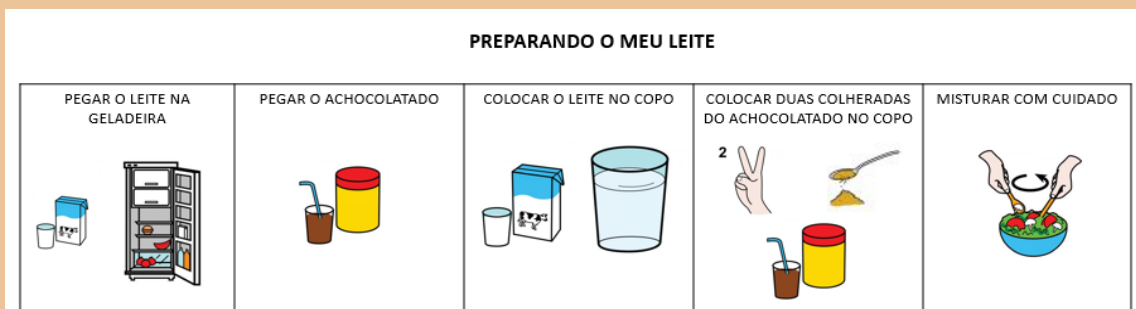 PREPARANDO O MEU LEITE
PEGAR O LEITE NA
GELADEIRA
PEGAR O ACHOCOLATADO
COLOCAR O LEITE NO COPO
COLOCAR DUAS COLHERADAS
DO ACHOCOLATADO NO COPO
2
MISTURAR COM CUIDADO